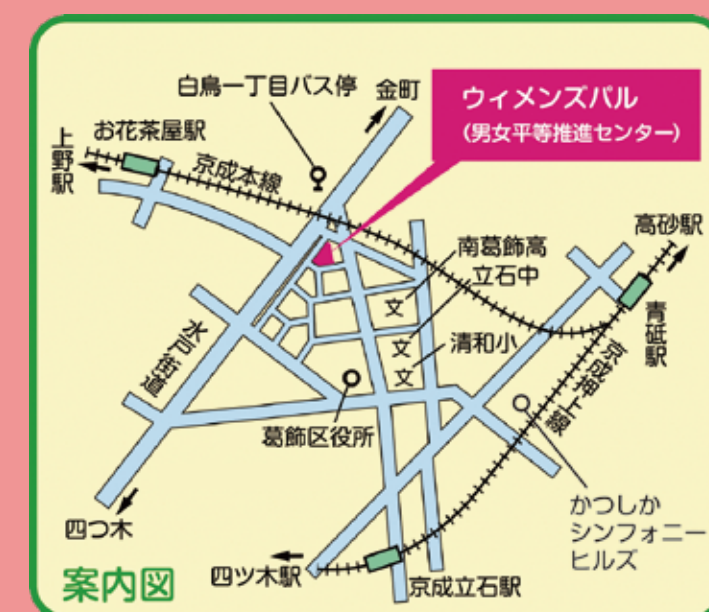 白鳥一丁目バス停
金町
ウィメンズパル
(男女平等推進センター)
お花茶屋駅
上野駅
京成本線
高砂駅
南葛飾高
立石中
清和小
文
文
文
青砥駅
水戸街道
京成押上線
葛飾区役所
かつしか
シンフォニー
ヒルズ
四つ木
四ツ木駅
京成立石駅
案内図